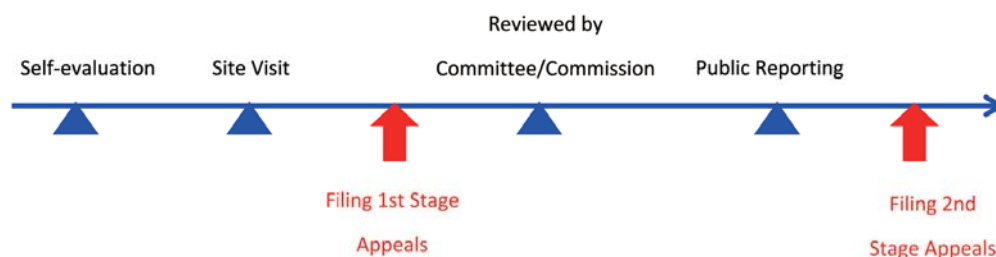 Self-evaluation
Site Visit
Reviewed by
Committee/Commission
Public Reporting
Filing 1st Stage
Appeals
Filing 2nd
Stage Appeals